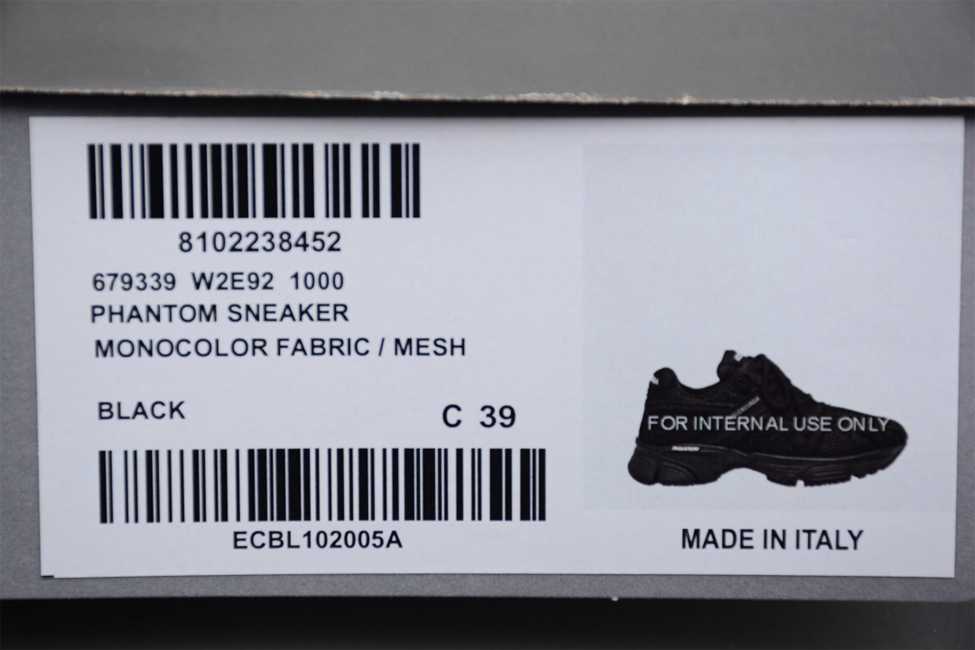 8102238452
679339 W2E92 1000
PHANTOM SNEAKER
MONOCOLOR FABRIC / MESH
BLACK
C 39
ECBL102005A
FOR INTERNAL USE ONLY
MADE IN ITALY